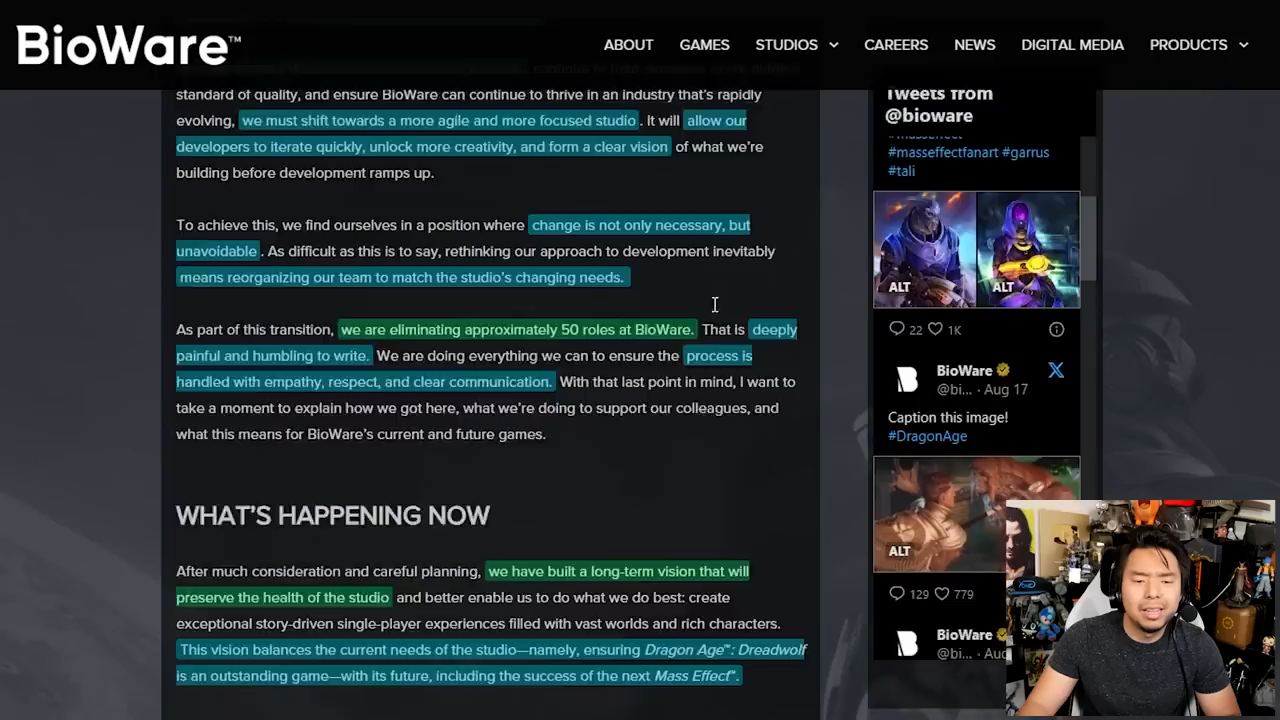 BioWare™
ABOUT
GAMES
STUDIOS
CAREERS
NEWS
DIGITAL MEDIA
PRODUCTS
standard of quality, and ensure BioWare can continue to thrive in an industry that's rapidly
evolving, we must shift towards a more agile and more focused studio. It will allow our
developers to iterate quickly, unlock more creativity, and form a clear vision of what we're
building before development ramps up.
To achieve this, we find ourselves in a position where change is not only necessary, but
unavoidable. As difficult as this is to say, rethinking our approach to development inevitably
means reorganizing our team to match the studio's changing needs.
As part of this transition, we are eliminating approximately 50 roles at BioWare. That is deeply
painful and humbling to write. We are doing everything we can to ensure the process is
handled with empathy, respect, and clear communication. With that last point in mind, I want to
take a moment to explain how we got here, what we're doing to support our colleagues, and
what this means for BioWare's current and future games.
WHAT'S HAPPENING NOW
After much consideration and careful planning, we have built a long-term vision that will
preserve the health of the studio and better enable us to do what we do best: create
exceptional story-driven single-player experiences filled with vast worlds and rich characters.
This vision balances the current needs of the studio—namely, ensuring Dragon Age™: Dreadwolf
is an outstanding game—with its future, including the success of the next Mass Effect™.
Tweets from
@bioware
#masseffect
#masseffectfanart #garrus
#tali
ALT
ALT
22 1K
BioWare
@bi... · Aug 17
Caption this image!
#DragonAge
ALT
129 779
BioWare
@bi... · Aug